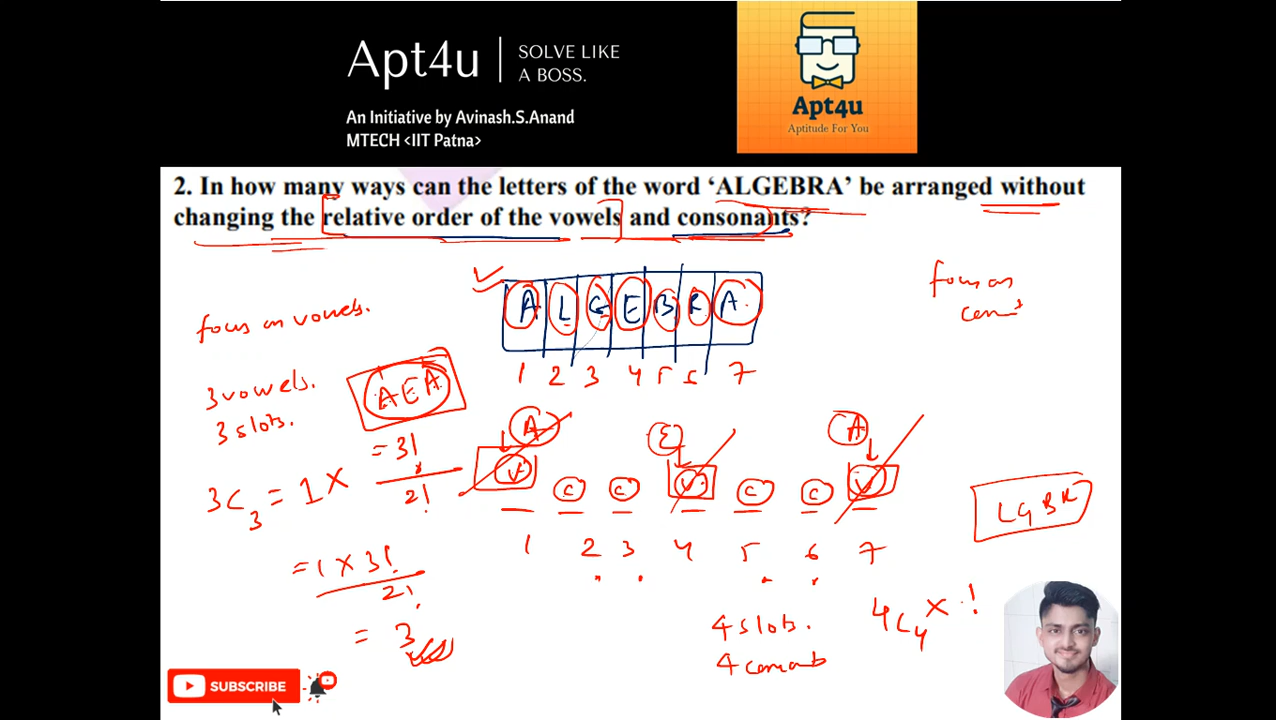 Apt4u
SOLVE LIKE
A BOSS.
An Initiative by Avinash.S.Anand
MTECH <IIT Patna>
Apt4u
Aptitude For You
2. In how many ways can the letters of the word ‘ALGEBRA’ be arranged without
changing the relative order of the vowels and consonants?
focus on vowels.
A L G E B R A
focus on
1 2 3 4 5 6 7
3 vowels.
3 slots.
A E A
A E A
= 3!
2!
V C C V C C V
3C3 = 1 ×
L G B R
1 2 3 4 5 6 7
= 1 × 3!
2!
= 3
4C4 × !
4 slots.
4
SUBSCRIBE